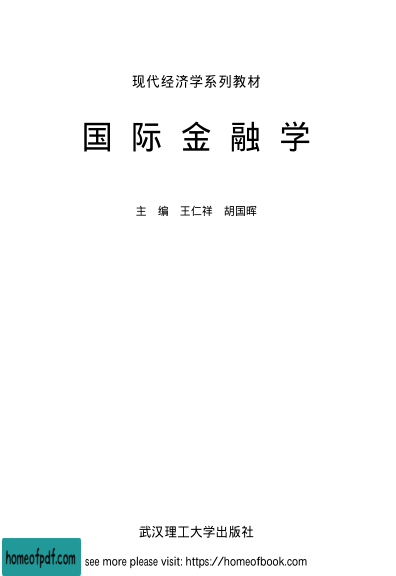 现代经济学系列教材
国际金融学
主 编 王仁祥 胡国晖
武汉理工大学出版社
homeofpdf.com
see more please visit: https://homeofbook.com